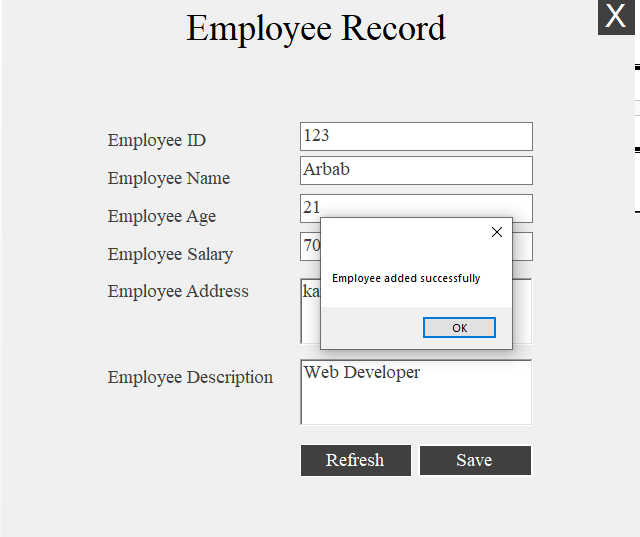 Employee Record
X
Employee ID
123
Employee Name
Arbab
Employee Age
21
Employee Salary
70
Employee Address
Employee added successfully
OK
Employee Description
Web Developer
Refresh
Save